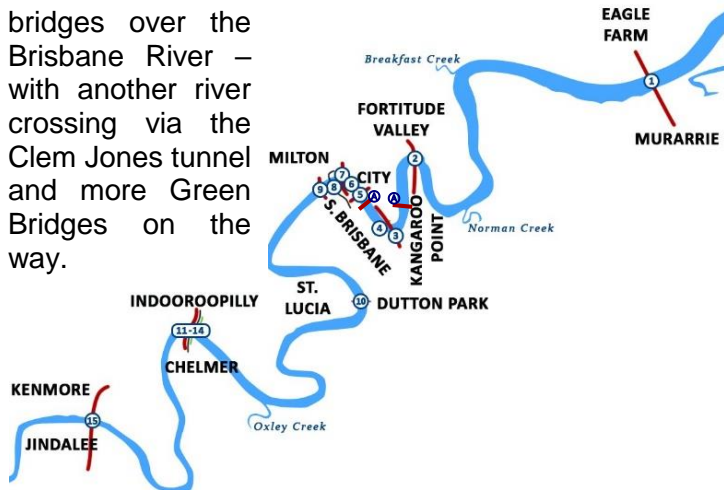 bridges over the
Brisbane River –
with another river
crossing via the
Clem Jones tunnel
and more Green
Bridges on the
way.
EAGLE
FARM
1
MURARRIE
Breakfast Creek
FORTITUDE
VALLEY
2
MILTON
CITY
9
8
7
6
5
A
A
4
3
S. BRISBANE
KANGAROO
POINT
Norman Creek
ST.
LUCIA
10
DUTTON PARK
INDOOROOPILLY
11-14
CHELMER
Oxley Creek
KENMORE
15
JINDALEE